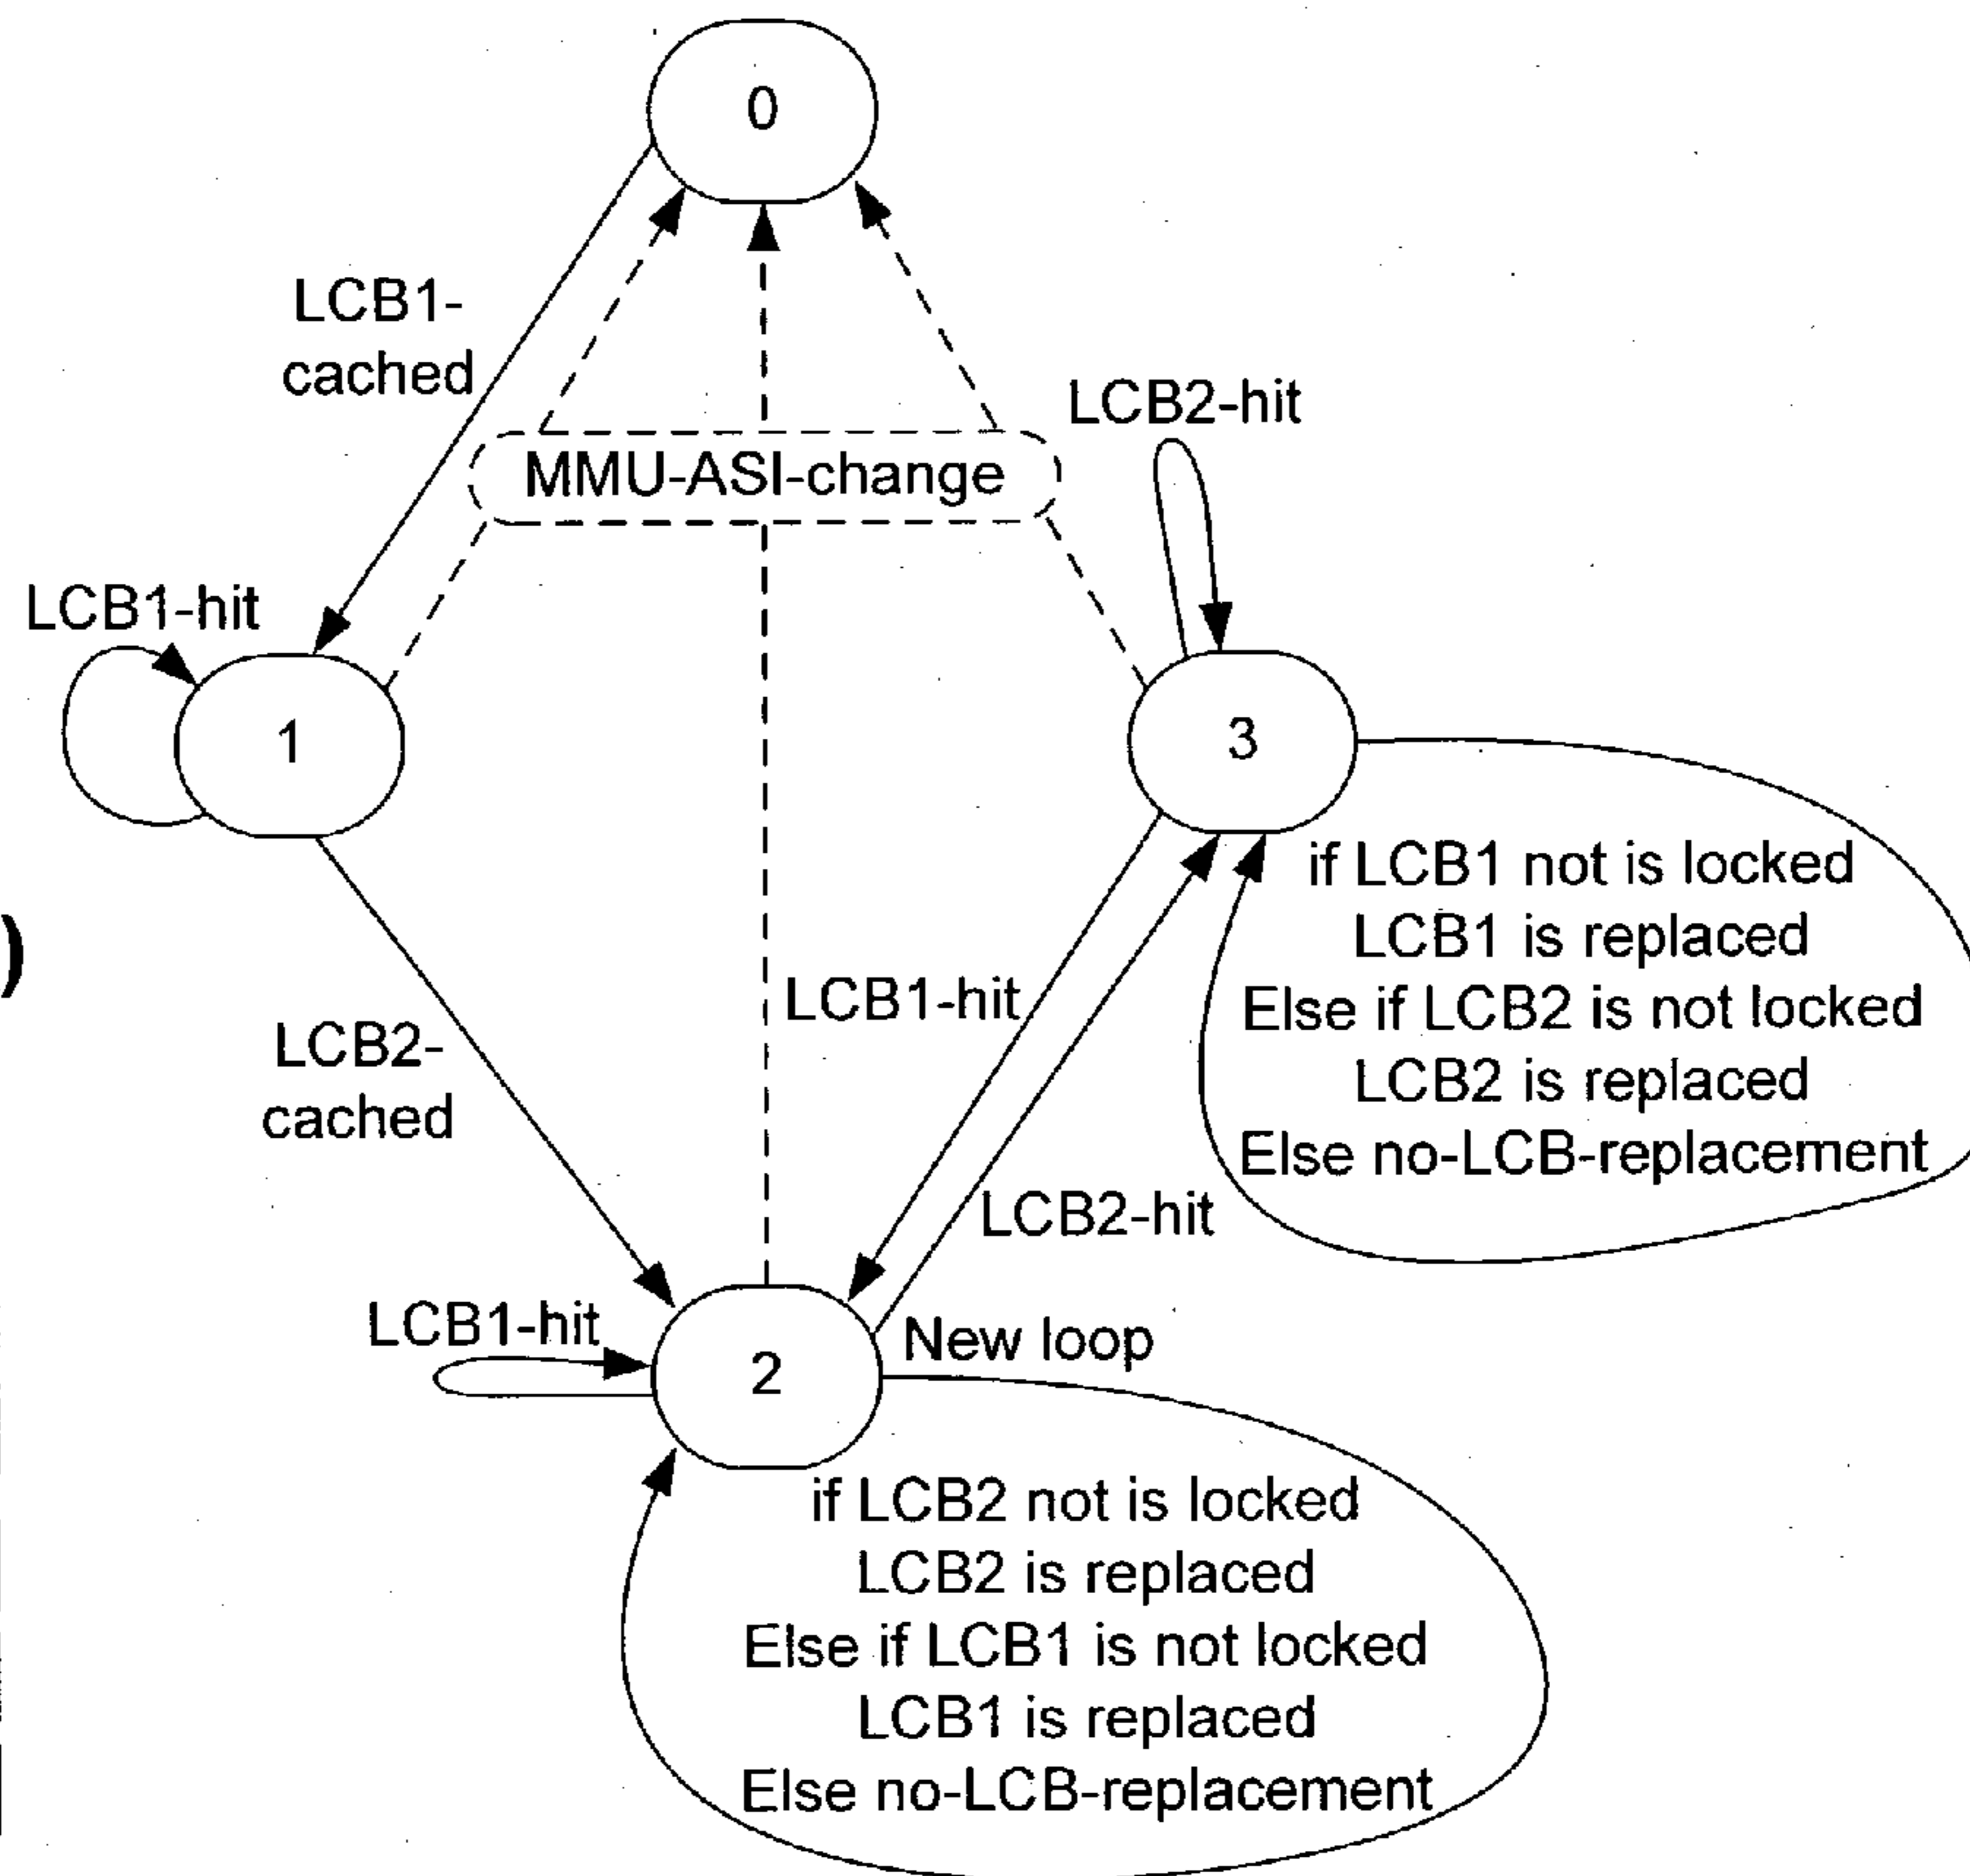 0
LCB1-
cached
LCB2-hit
MMU-ASI-change
LCB1-hit
1
3
if LCB1 not is locked
LCB1 is replaced
Else if LCB2 is not locked
LCB2 is replaced
Else no-LCB-replacement
)
LCB1-hit
LCB2-
cached
LCB2-hit
LCB1-hit
New loop
2
if LCB2 not is locked
LCB2 is replaced
Else if LCB1 is not locked
LCB1 is replaced
Else no-LCB-replacement